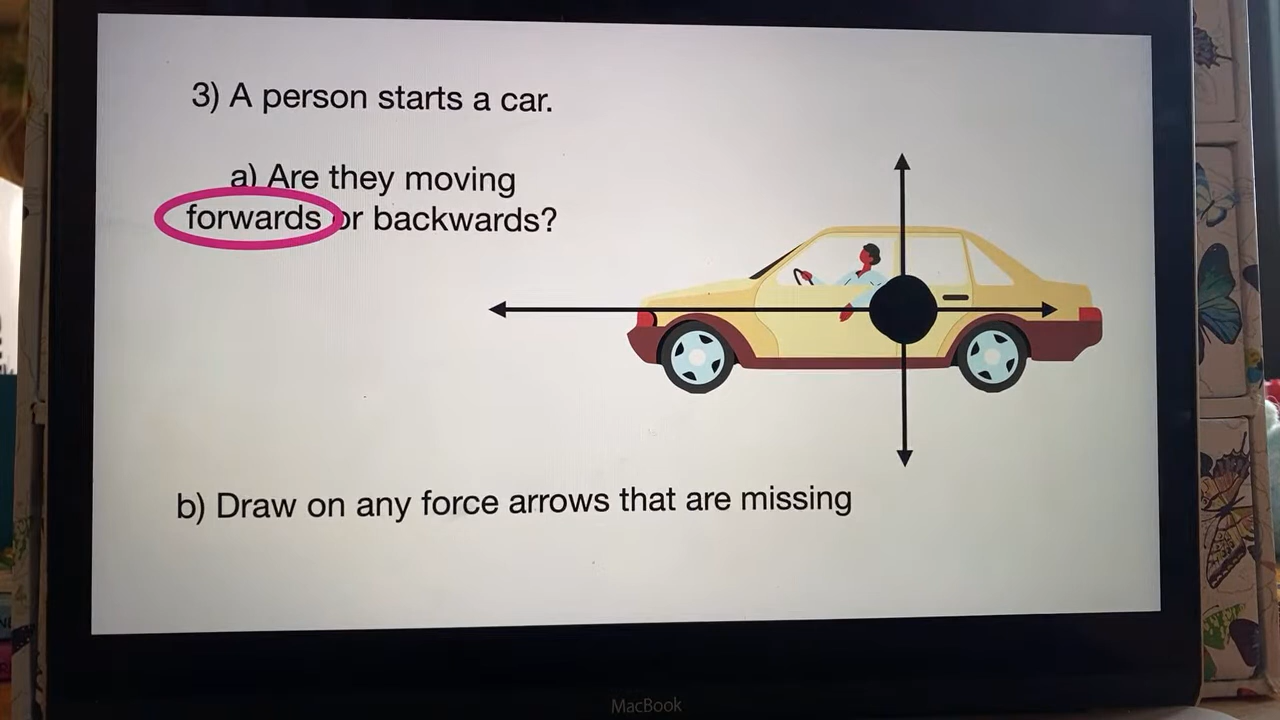 3) A person starts a car.
a) Are they moving
forwards or backwards?
b) Draw on any force arrows that are missing
MacBook